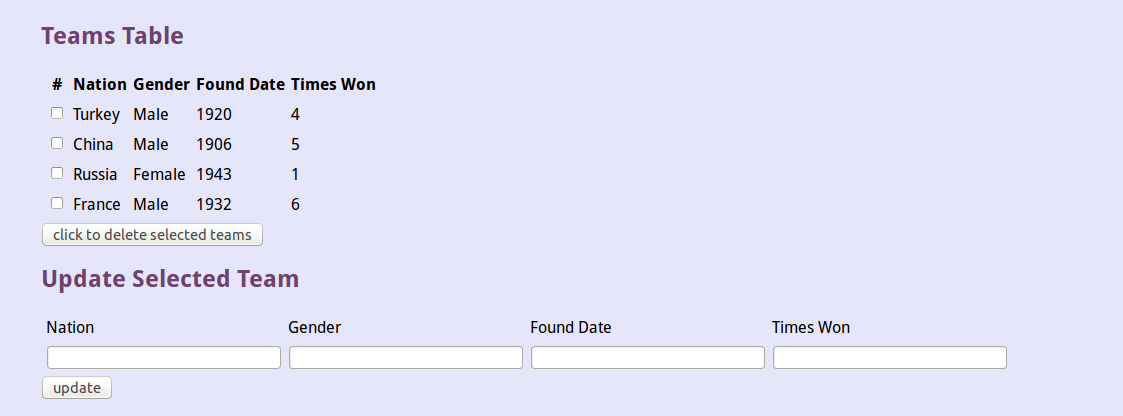 Teams Table
# Nation Gender Found Date Times Won
Turkey Male 1920 4
China Male 1906 5
Russia Female 1943 1
France Male 1932 6
click to delete selected teams
Update Selected Team
Nation Gender Found Date Times Won
update